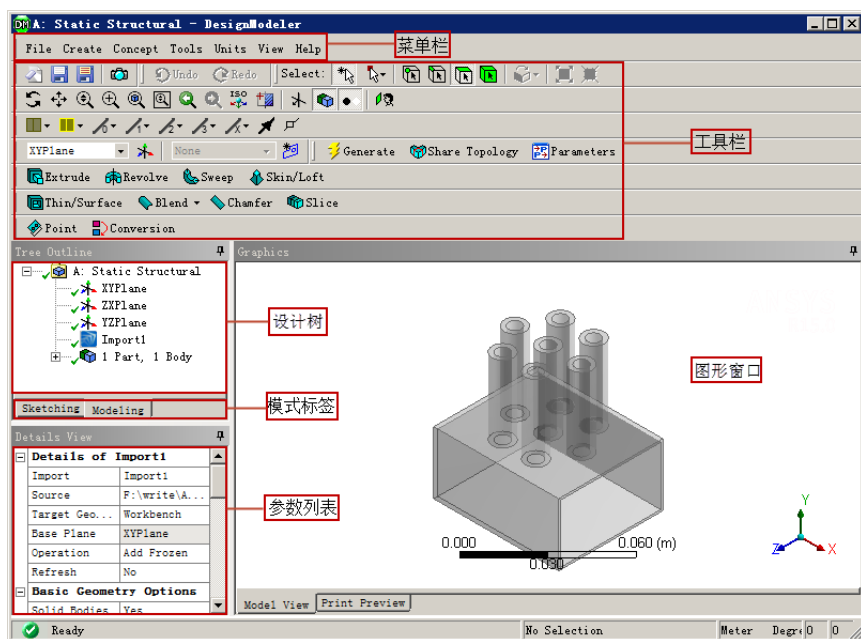 A: Static Structural - DesignModeler
File Create Concept Tools Units View Help
菜单栏
Undo Redo Select:
ISO
XYPlane None Generate Share Topology Parameters
工具栏
Extrude Revolve Sweep Skin/Loft
Thin/Surface Blend Chamfer Slice
Point Conversion
Tree Outline
A: Static Structural
XYPlane
ZXPlane
YZPlane
Import1
1 Part, 1 Body
设计树
Sketching Modeling
模式标签
Details View
Details of Import1
Import Import1
Source F:\write\A...
Target Geo... Workbench
Base Plane XYPlane
Operation Add Frozen
Refresh No
Basic Geometry Options
Solid Bodies Yes
参数列表
Graphics
图形窗口
0.000 0.060 (m)
0.030
Y
Z X
Model View Print Preview
Ready No Selection Meter Degre 0 0